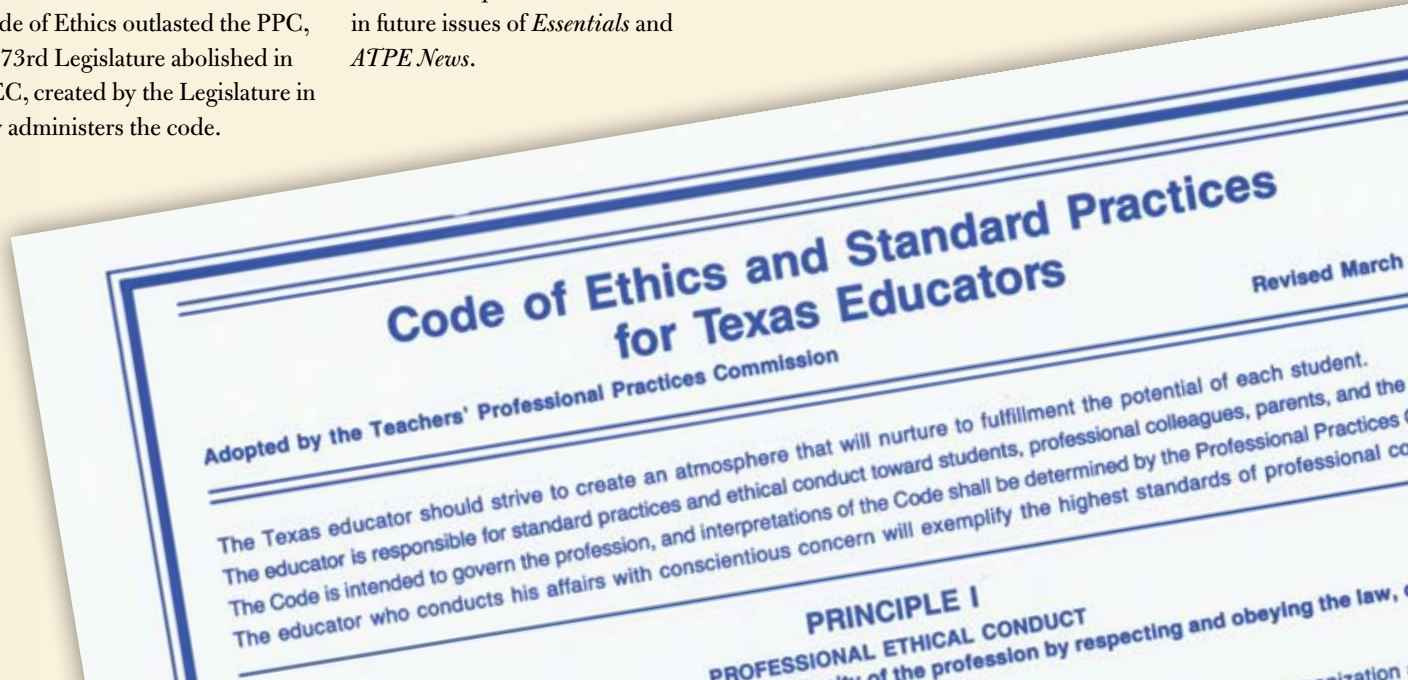 de of Ethics outlasted the PPC,
73rd Legislature abolished in
EC, created by the Legislature in
administers the code.
in future issues of Essentials and
ATPE News.
Code of Ethics and Standard Practices
for Texas Educators
Revised March
Adopted by the Teachers' Professional Practices Commission
The Texas educator should strive to create an atmosphere that will nurture to fulfillment the potential of each student.
The educator is responsible for standard practices and ethical conduct toward students, professional colleagues, parents, and the
The Code is intended to govern the profession, and interpretations of the Code shall be determined by the Professional Practices
The educator who conducts his affairs with conscientious concern will exemplify the highest standards of professional co
PRINCIPLE I
PROFESSIONAL ETHICAL CONDUCT
of the profession by respecting and obeying the law,